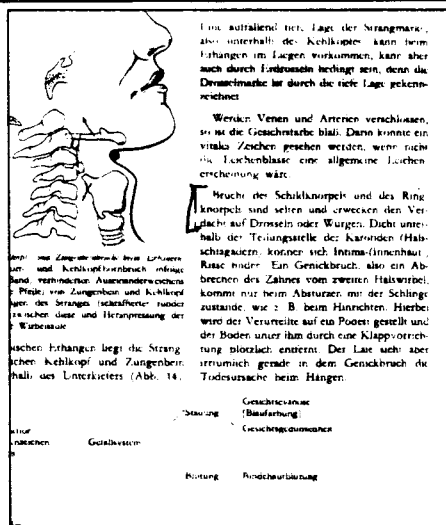 Eine auffallend tiefe Lage der Strangmarke,
also unterhalb des Kehlkopfes kann beim
Erhängen im Liegen vorkommen, kann aber
auch durch Erdrosseln bedingt sein, denn die
Drosselmarke ist durch die tiefe Lage gekenn-
zeichnet
Werden Venen und Arterien verschlossen,
so ist die Gesichtsfarbe blaß. Darin könnte ein
vitales Zeichen gesehen werden, wenn nicht
die Leichenblässe eine allgemeine Leichen-
erscheinung wäre.
Brüche des Schildknorpels und des Ring-
knorpels sind selten und erwecken den Ver-
dacht auf Drosseln oder Würgen. Dicht unter-
halb der Teilungsstelle der Karotiden (Hals-
schlagadern) können sich Intima-(Innenhaut-)
Risse finden. Ein Genickbruch, also ein Ab-
brechen des Zahnes vom zweiten Halswirbel,
kommt nur beim Absturzen mit der Schlinge
zustande, wie z. B. beim Hinrichten. Hierbei
wird der Verurteilte auf ein Podest gestellt und
der Boden unter ihm durch eine Klappvorrich-
tung plötzlich entfernt. Der Laie sieht aber
irrtümlich gerade in dem Genickbruch die
Todesursache beim Hängen.
und Kehlkopfhornbruch infolge
Band, verhinderten Auseinanderweichens
Pfeile) von Zungenbein und Kehlkopf
des Stranges (schraffierter runder
zwischen diese und Heranpressung der
Wirbelsäule
ischen Erhängen liegt die Strang
ichen Kehlkopf und Zungenbein
halb des Unterkiefers (Abb. 14,
Gesichtszyanose
Stauung (Blaufärbung)
Gesichtsgedunsenheit
Gefäßsystem
Blutung Bindehautblutung